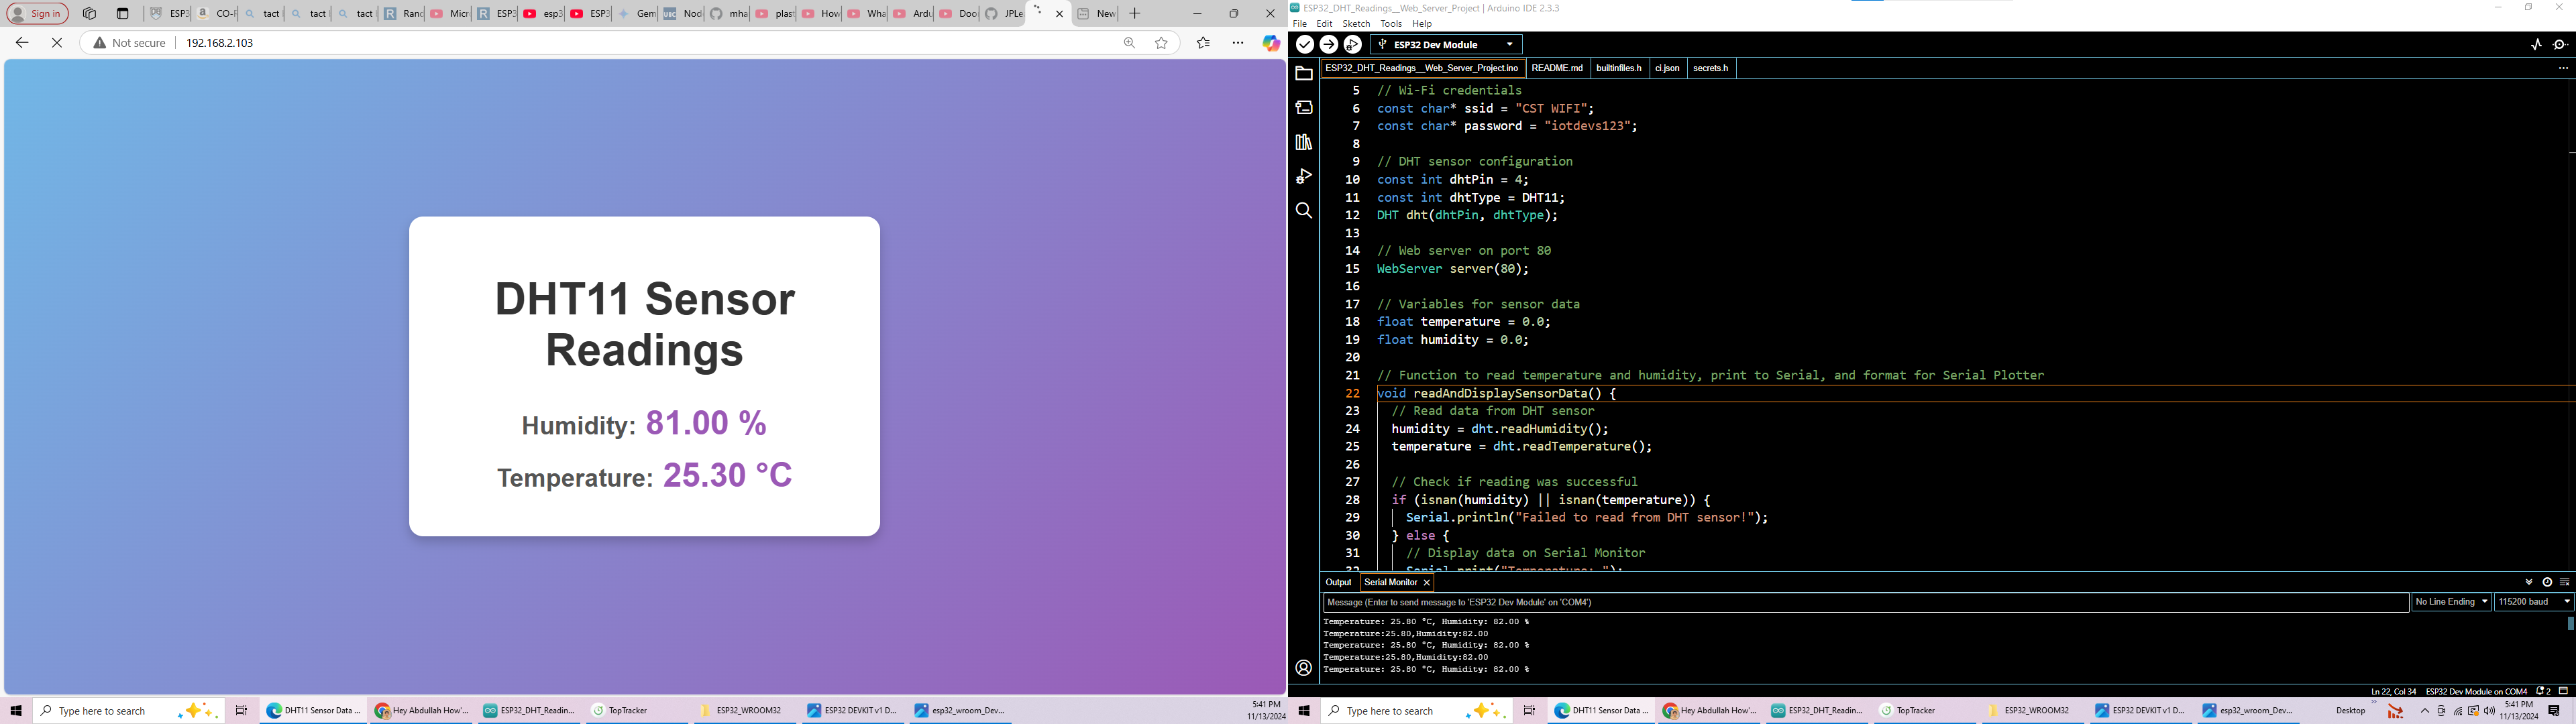 Sign in
ESP3
CO-F
tact
tact
tact
Ranc
Micr
ESP3
esp3
ESP3
Gem
Nod
mha
plast
How
Wha
Ardu
Doo
JPLe
New
Not secure
192.168.2.103
DHT11 Sensor
Readings
Humidity: 81.00 %
Temperature: 25.30 °C
Type here to search
DHT11 Sensor Data ...
Hey Abdullah How'...
ESP32_DHT_Readin...
TopTracker
ESP32_WROOM32
ESP32 DEVKIT v1 D...
esp32_wroom_Dev...
5:41 PM
11/13/2024
ESP32_DHT_Readings__Web_Server_Project | Arduino IDE 2.3.3
File Edit Sketch Tools Help
ESP32 Dev Module
ESP32_DHT_Readings__Web_Server_Project.ino README.md builtinfiles.h ci.json secrets.h
5 // Wi-Fi credentials
6 const char* ssid = "CST WIFI";
7 const char* password = "iotdevs123";
8
9 // DHT sensor configuration
10 const int dhtPin = 4;
11 const int dhtType = DHT11;
12 DHT dht(dhtPin, dhtType);
13
14 // Web server on port 80
15 WebServer server(80);
16
17 // Variables for sensor data
18 float temperature = 0.0;
19 float humidity = 0.0;
20
21 // Function to read temperature and humidity, print to Serial, and format for Serial Plotter
22 void readAndDisplaySensorData() {
23 // Read data from DHT sensor
24 humidity = dht.readHumidity();
25 temperature = dht.readTemperature();
26
27 // Check if reading was successful
28 if (isnan(humidity) || isnan(temperature)) {
29 Serial.println("Failed to read from DHT sensor!");
30 } else {
31 // Display data on Serial Monitor
32 Serial.print("Temperature: ");
Output Serial Monitor
Message (Enter to send message to 'ESP32 Dev Module' on 'COM4')
No Line Ending
115200 baud
Temperature: 25.80 °C, Humidity: 82.00 %
Temperature:25.80,Humidity:82.00
Temperature: 25.80 °C, Humidity: 82.00 %
Temperature:25.80,Humidity:82.00
Temperature: 25.80 °C, Humidity: 82.00 %
Ln 22, Col 34 ESP32 Dev Module on COM4 2
Type here to search
DHT11 Sensor Data ...
Hey Abdullah How'...
ESP32_DHT_Readin...
TopTracker
ESP32_WROOM32
ESP32 DEVKIT v1 D...
esp32_wroom_Dev...
Desktop
5:41 PM
11/13/2024